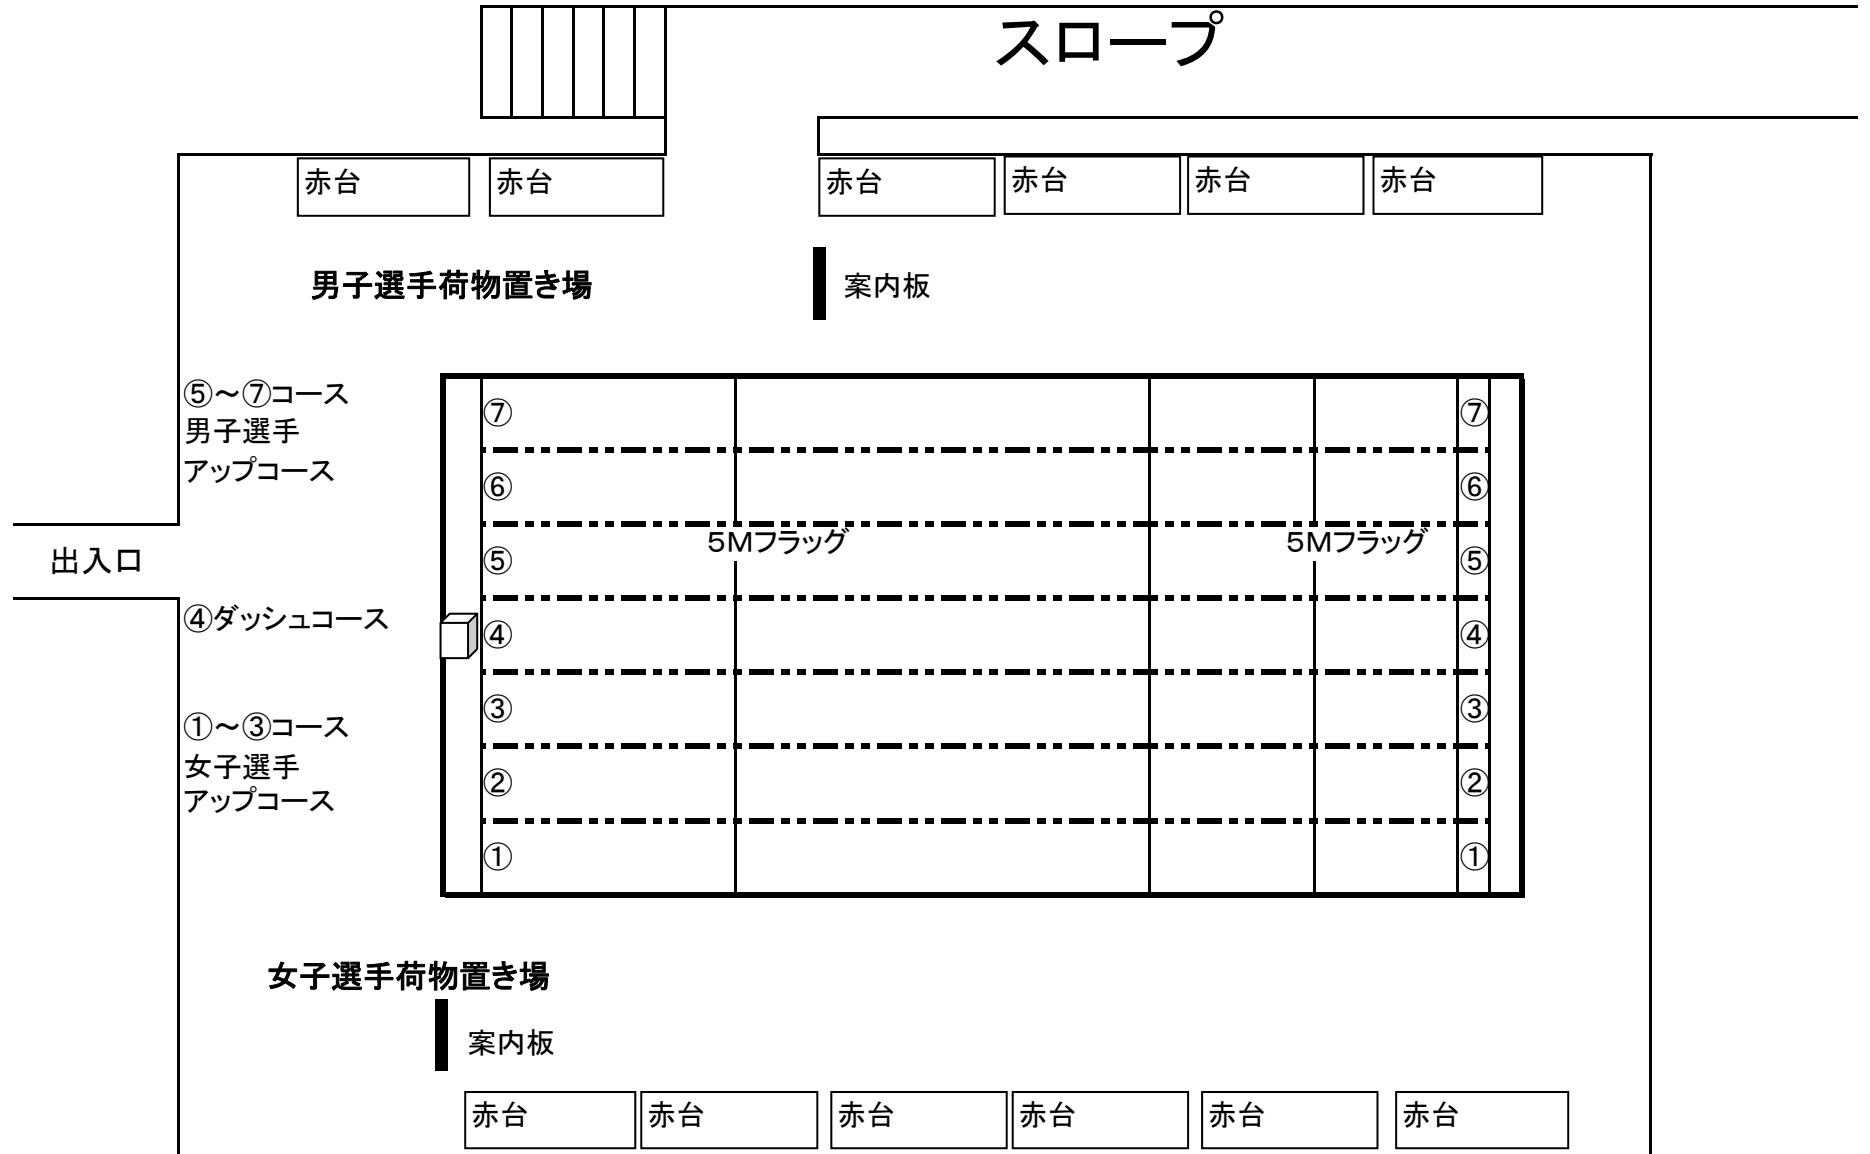 スロープ
赤台
赤台
赤台
赤台
赤台
赤台
男子選手荷物置き場
案内板
⑤～⑦コース
男子選手
アップコース
⑦
⑦
⑥
⑥
5Mフラッグ
5Mフラッグ
出入口
⑤
⑤
④ダッシュコース
④
④
①～③コース
女子選手
アップコース
③
③
②
②
①
①
女子選手荷物置き場
案内板
赤台
赤台
赤台
赤台
赤台
赤台